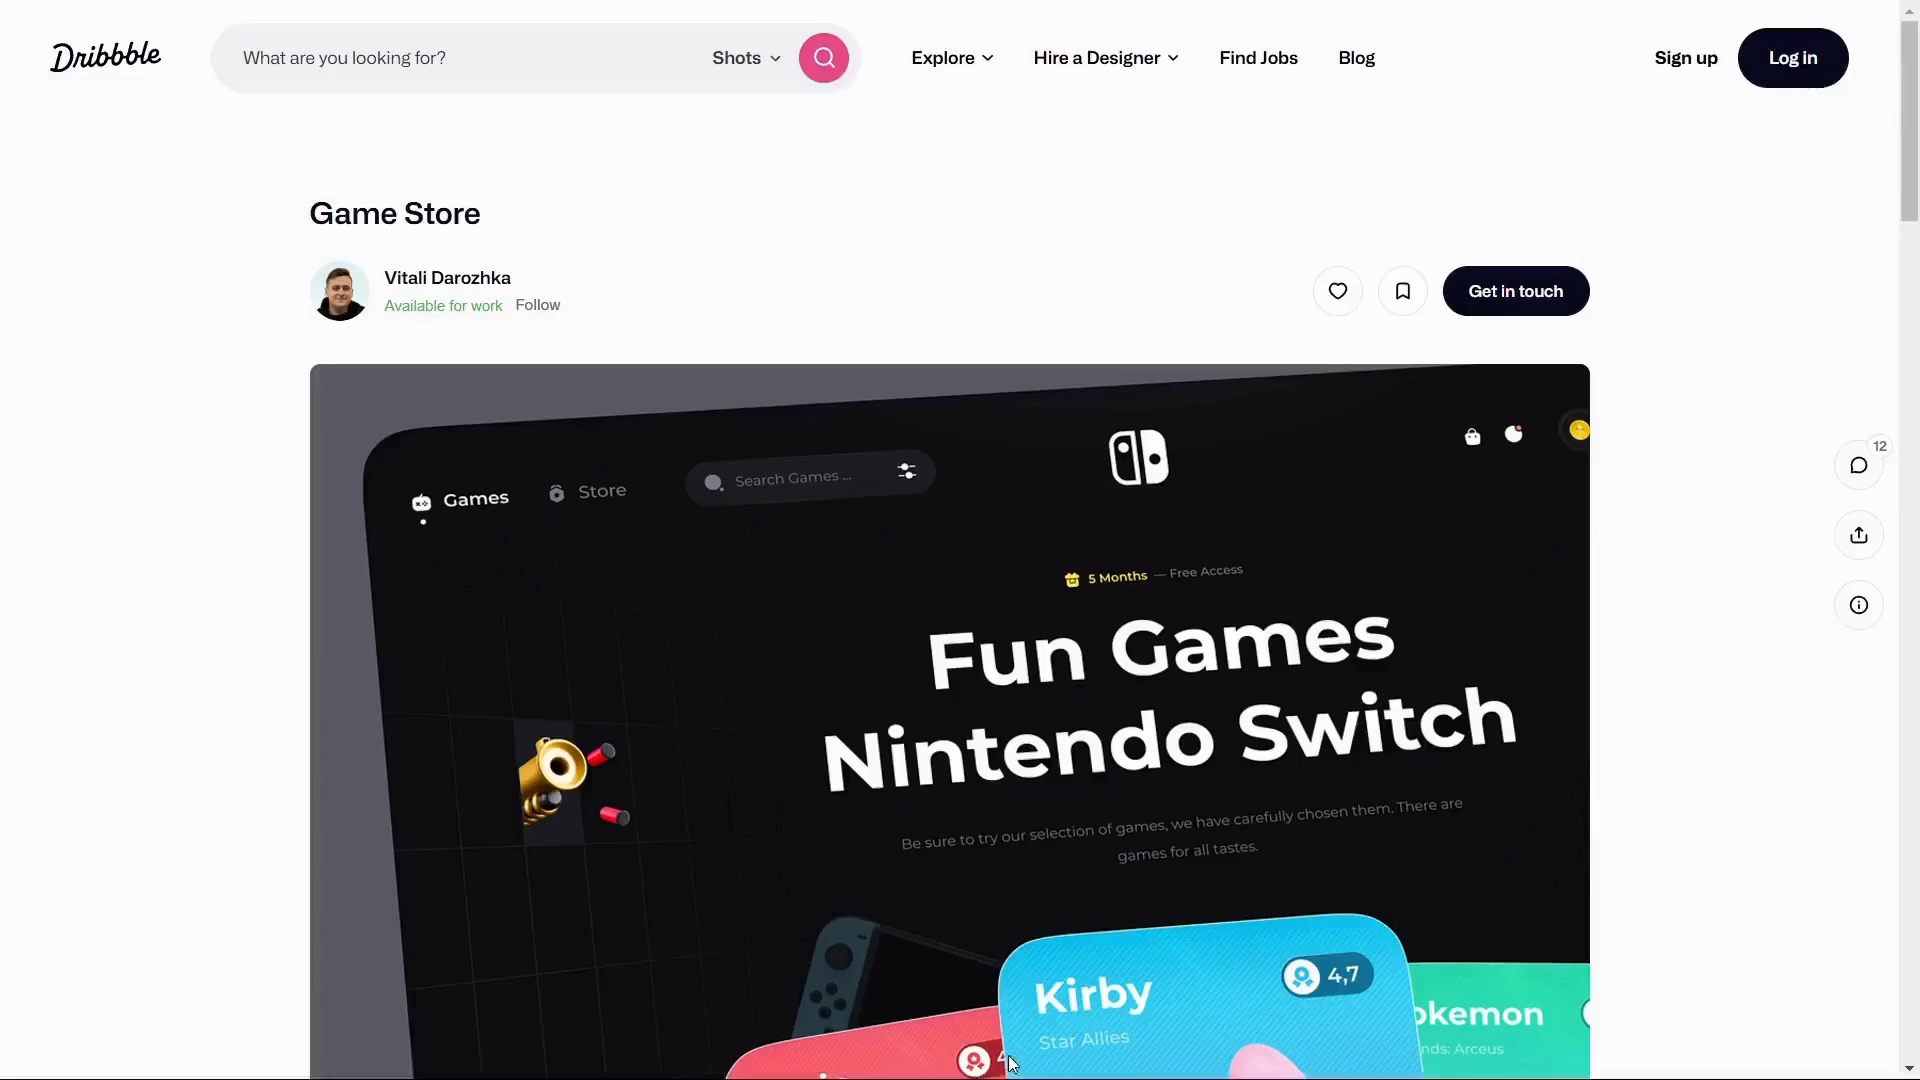 Dribbble
What are you looking for?
Shots
Explore
Hire a Designer
Find Jobs
Blog
Sign up
Log in
Game Store
Vitali Darozhka
Available for work Follow
Get in touch
12
Games
Store
Search Games ...
5 Months — Free Access
Fun Games
Nintendo Switch
Be sure to try our selection of games, we have carefully chosen them. There are
games for all tastes.
Kirby
4,7
Star Allies
okemon
nds: Arceus
4